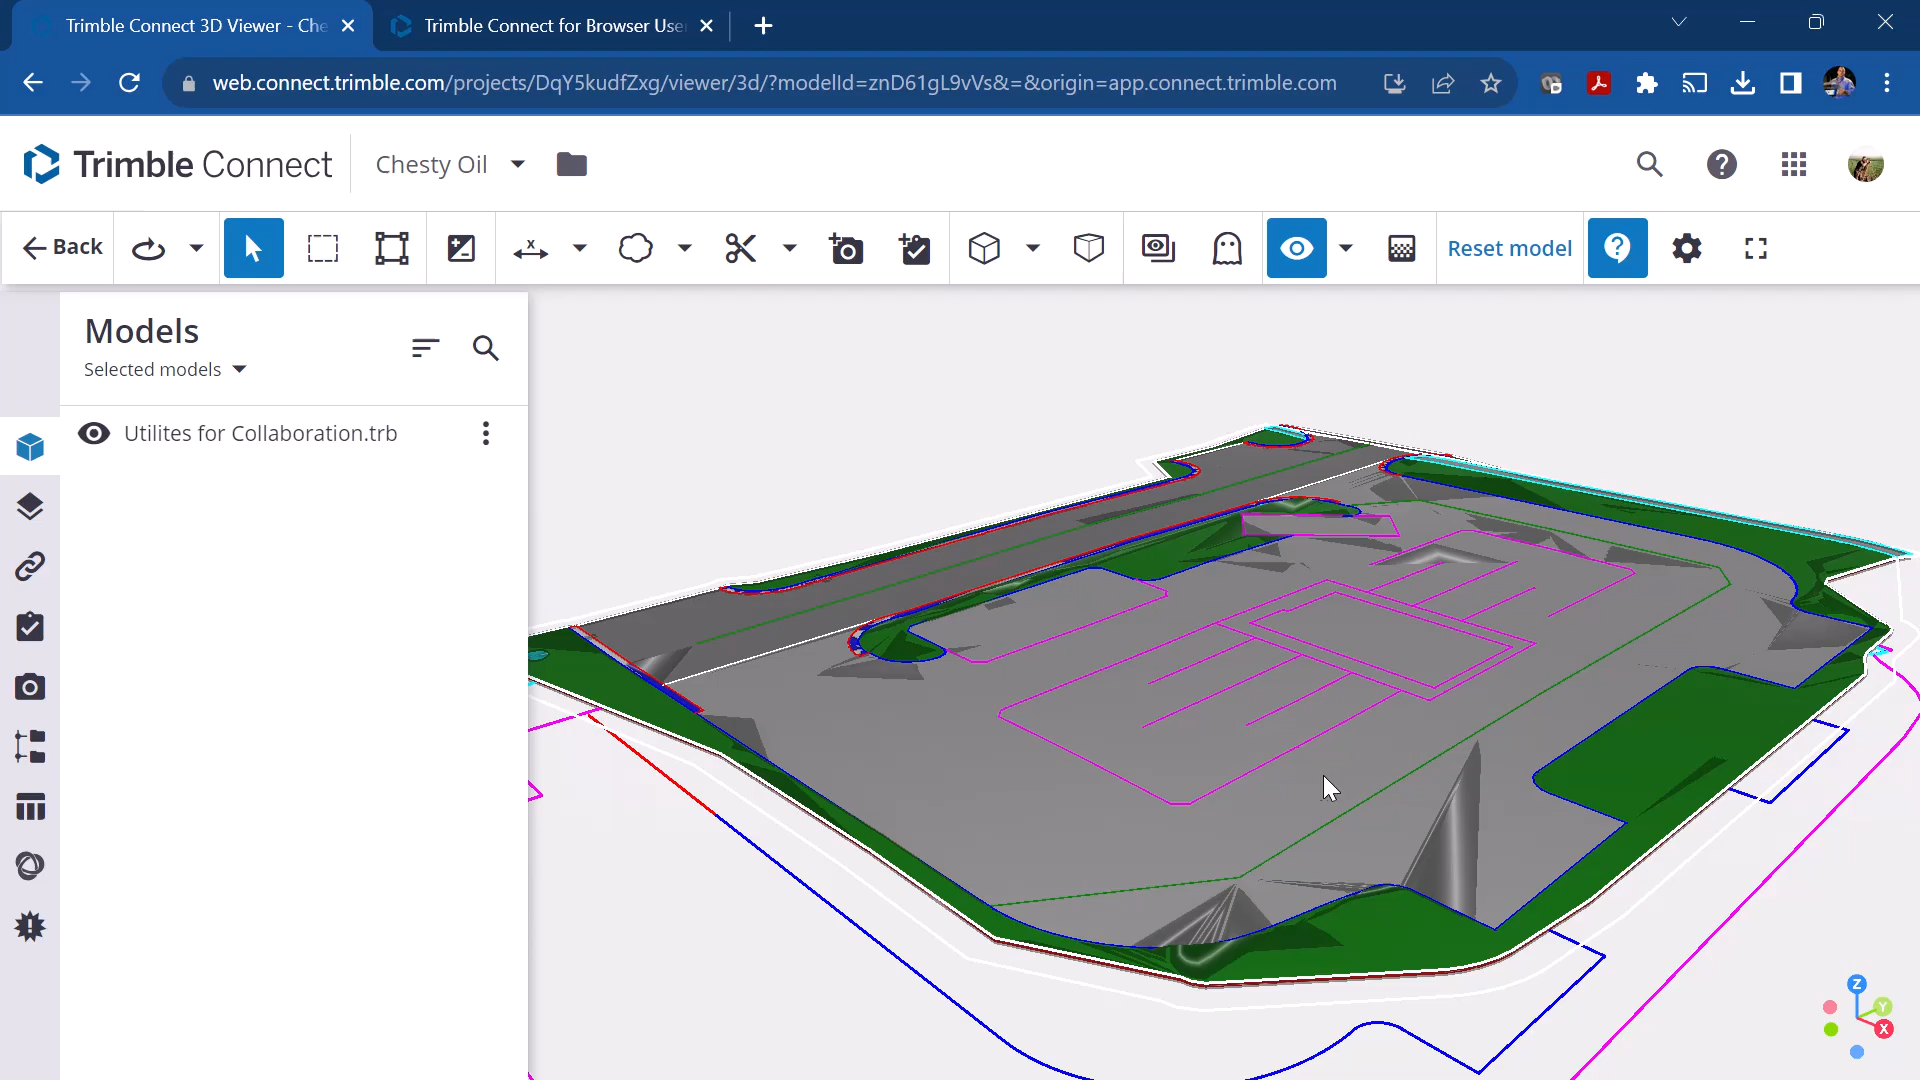 Trimble Connect 3D Viewer - Che
Trimble Connect for Browser Use
web.connect.trimble.com/projects/DqY5kudfZxg/viewer/3d/?modelId=znD61gL9vVs&=&origin=app.connect.trimble.com
Trimble Connect
Chesty Oil
Back
x
Reset model
Models
Selected models
Utilites for Collaboration.trb
Z
Y
X